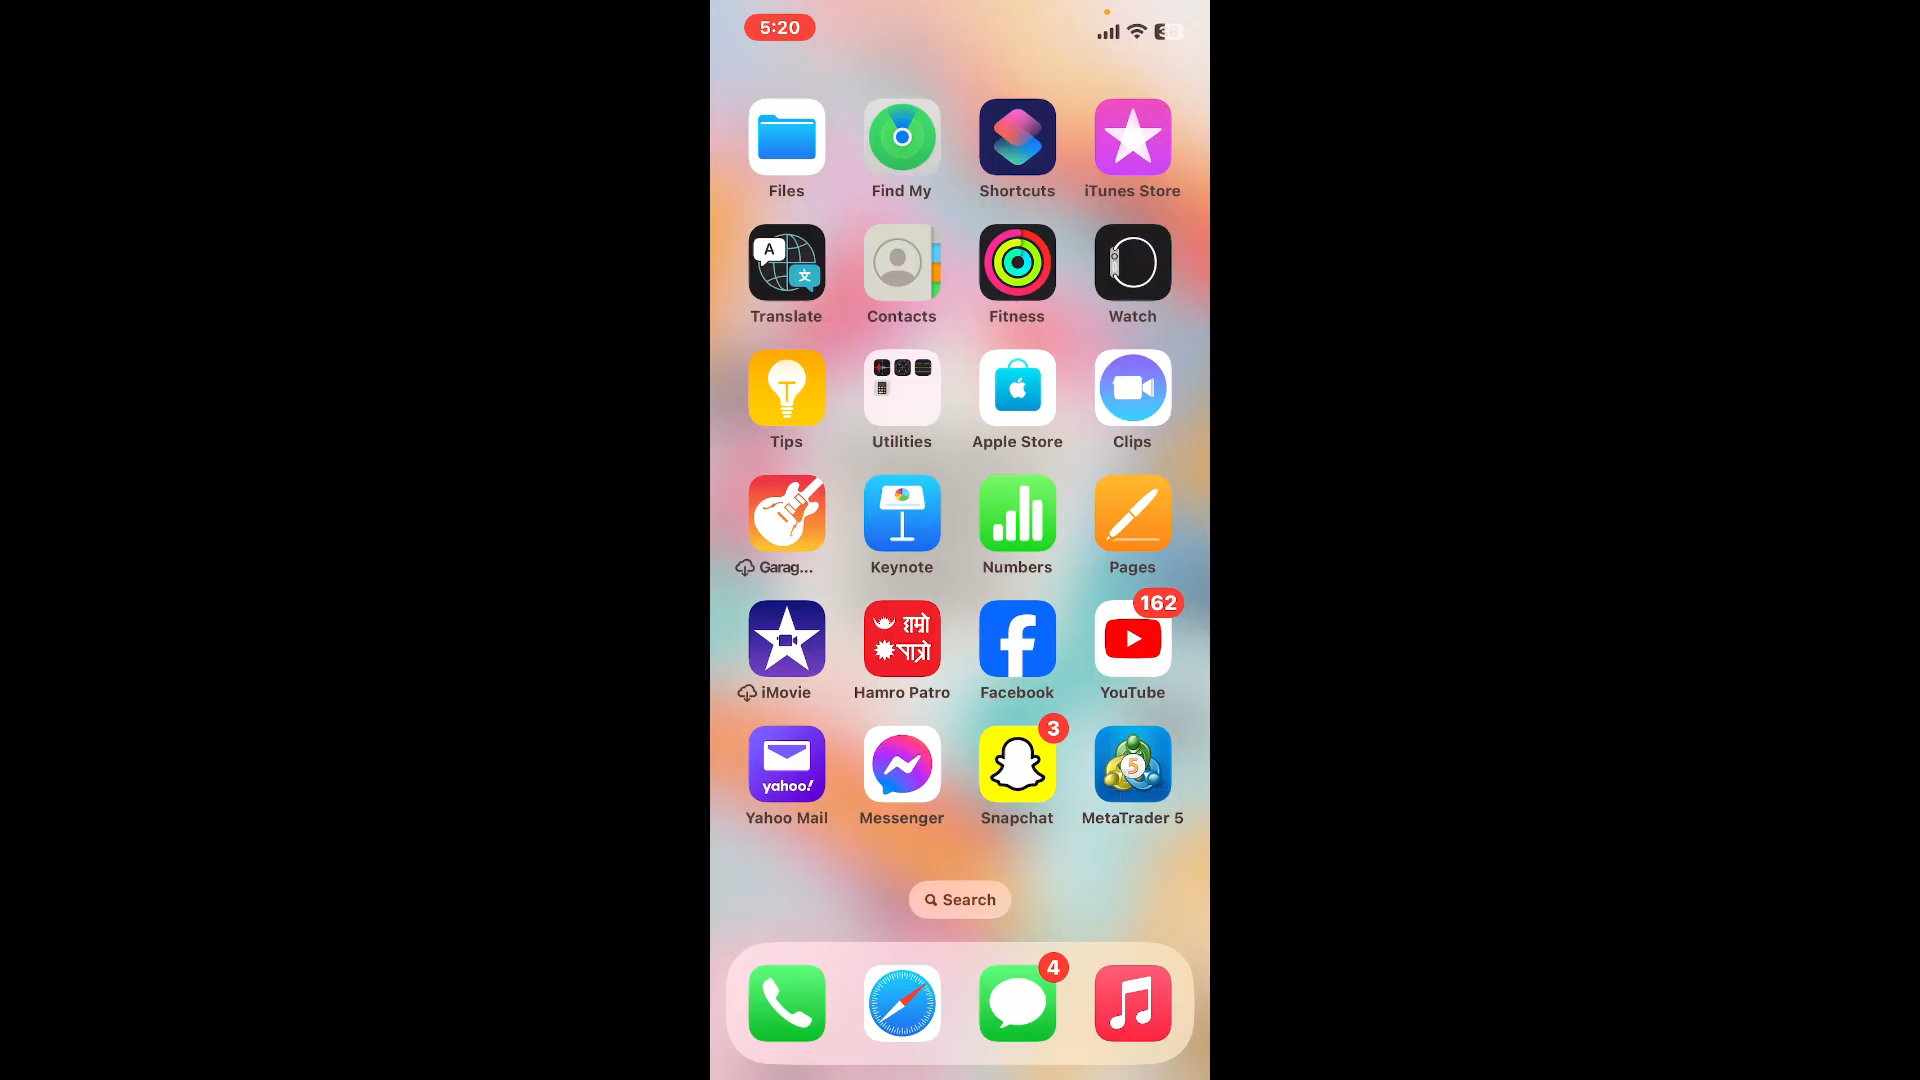 5:20
Files
Find My
Shortcuts
iTunes Store
A
文
Translate
Contacts
Fitness
Watch
Tips
Utilities
Apple Store
Clips
Garag...
Keynote
Numbers
Pages
162
iMovie
हाम्रो
पात्रो
Hamro Patro
Facebook
YouTube
3
yahoo!
5
Yahoo Mail
Messenger
Snapchat
MetaTrader 5
Search
4